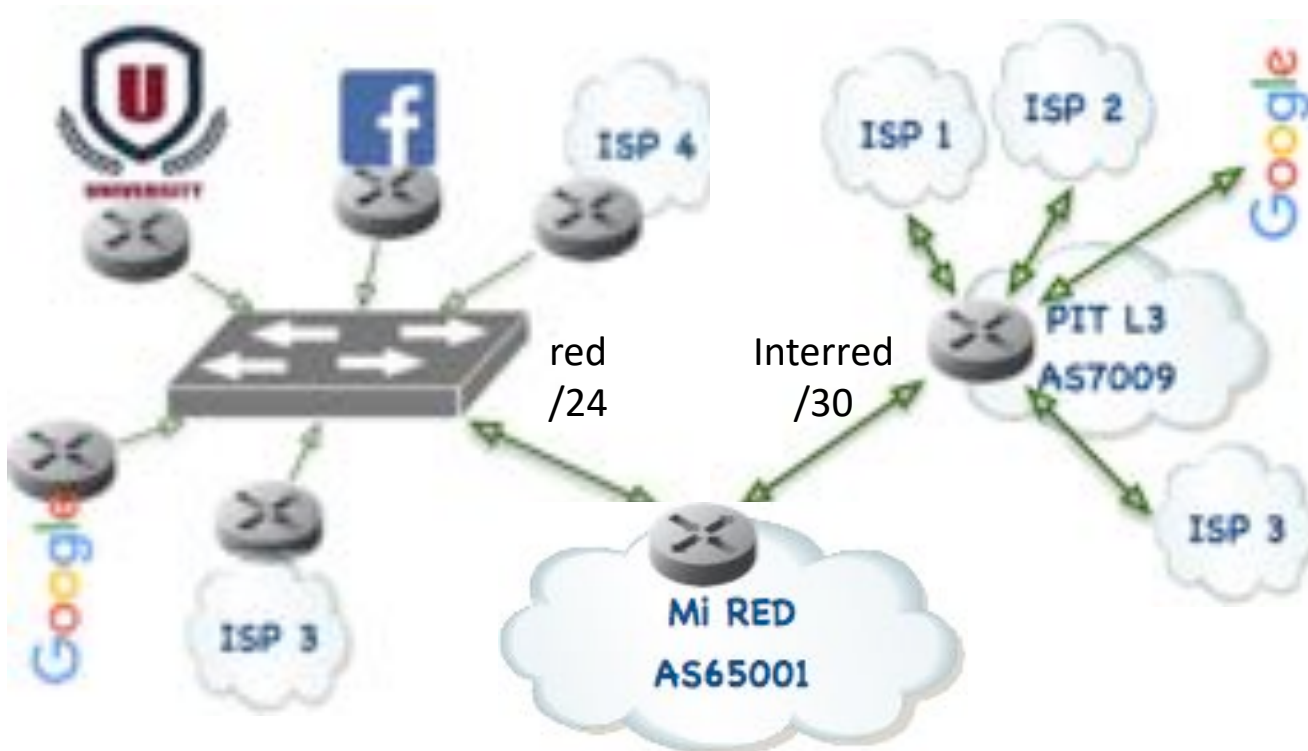 U
UNIVERSITY
f
ISP 4
red
/24
Google
ISP 3
ISP 1
ISP 2
Google
Interred
/30
PIT L3
AS7009
ISP 3
Mi RED
AS65001